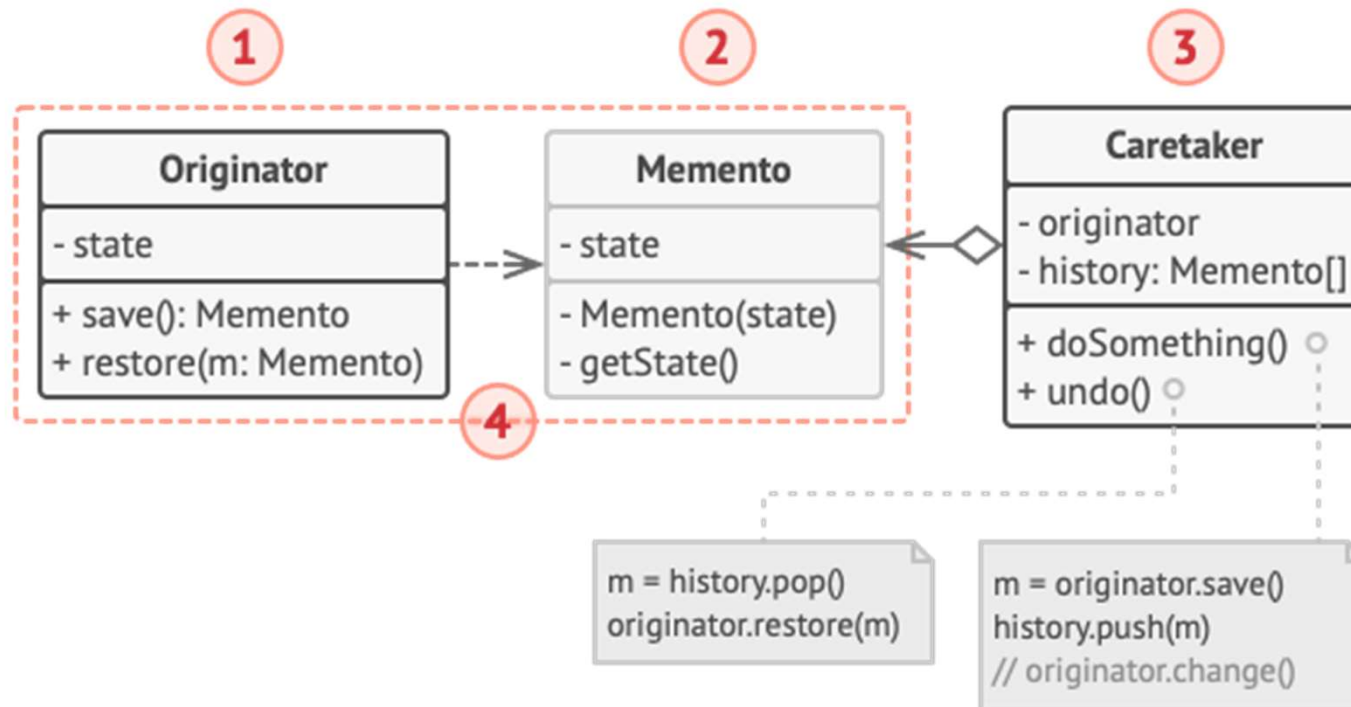 1
2
3
Originator
- state
+ save(): Memento
+ restore(m: Memento)
Memento
- state
- Memento(state)
- getState()
Caretaker
- originator
- history: Memento[]
+ doSomething()
+ undo()
4
m = history.pop()
originator.restore(m)
m = originator.save()
history.push(m)
// originator.change()